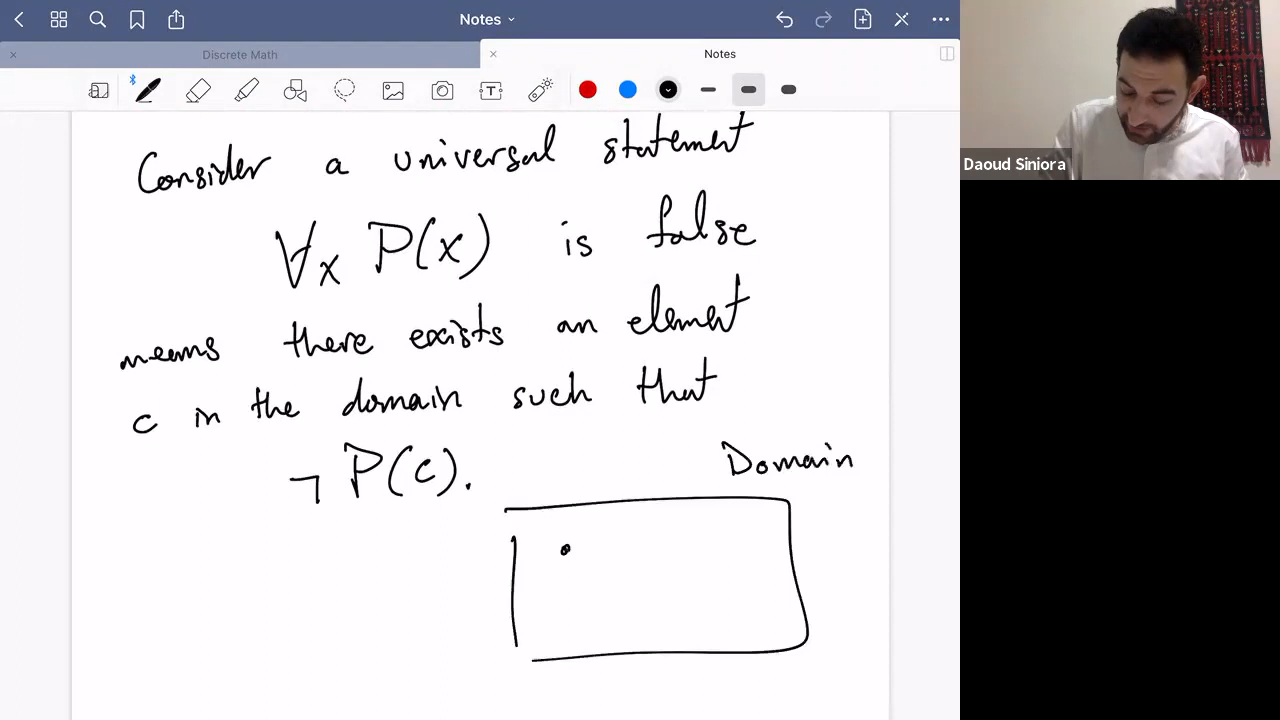 Notes
Discrete Math
Notes
T
Daoud Siniora
Consider a universal statement
∀x P(x) is false
means there exists an element
c in the domain such that
¬ P(c).
Domain